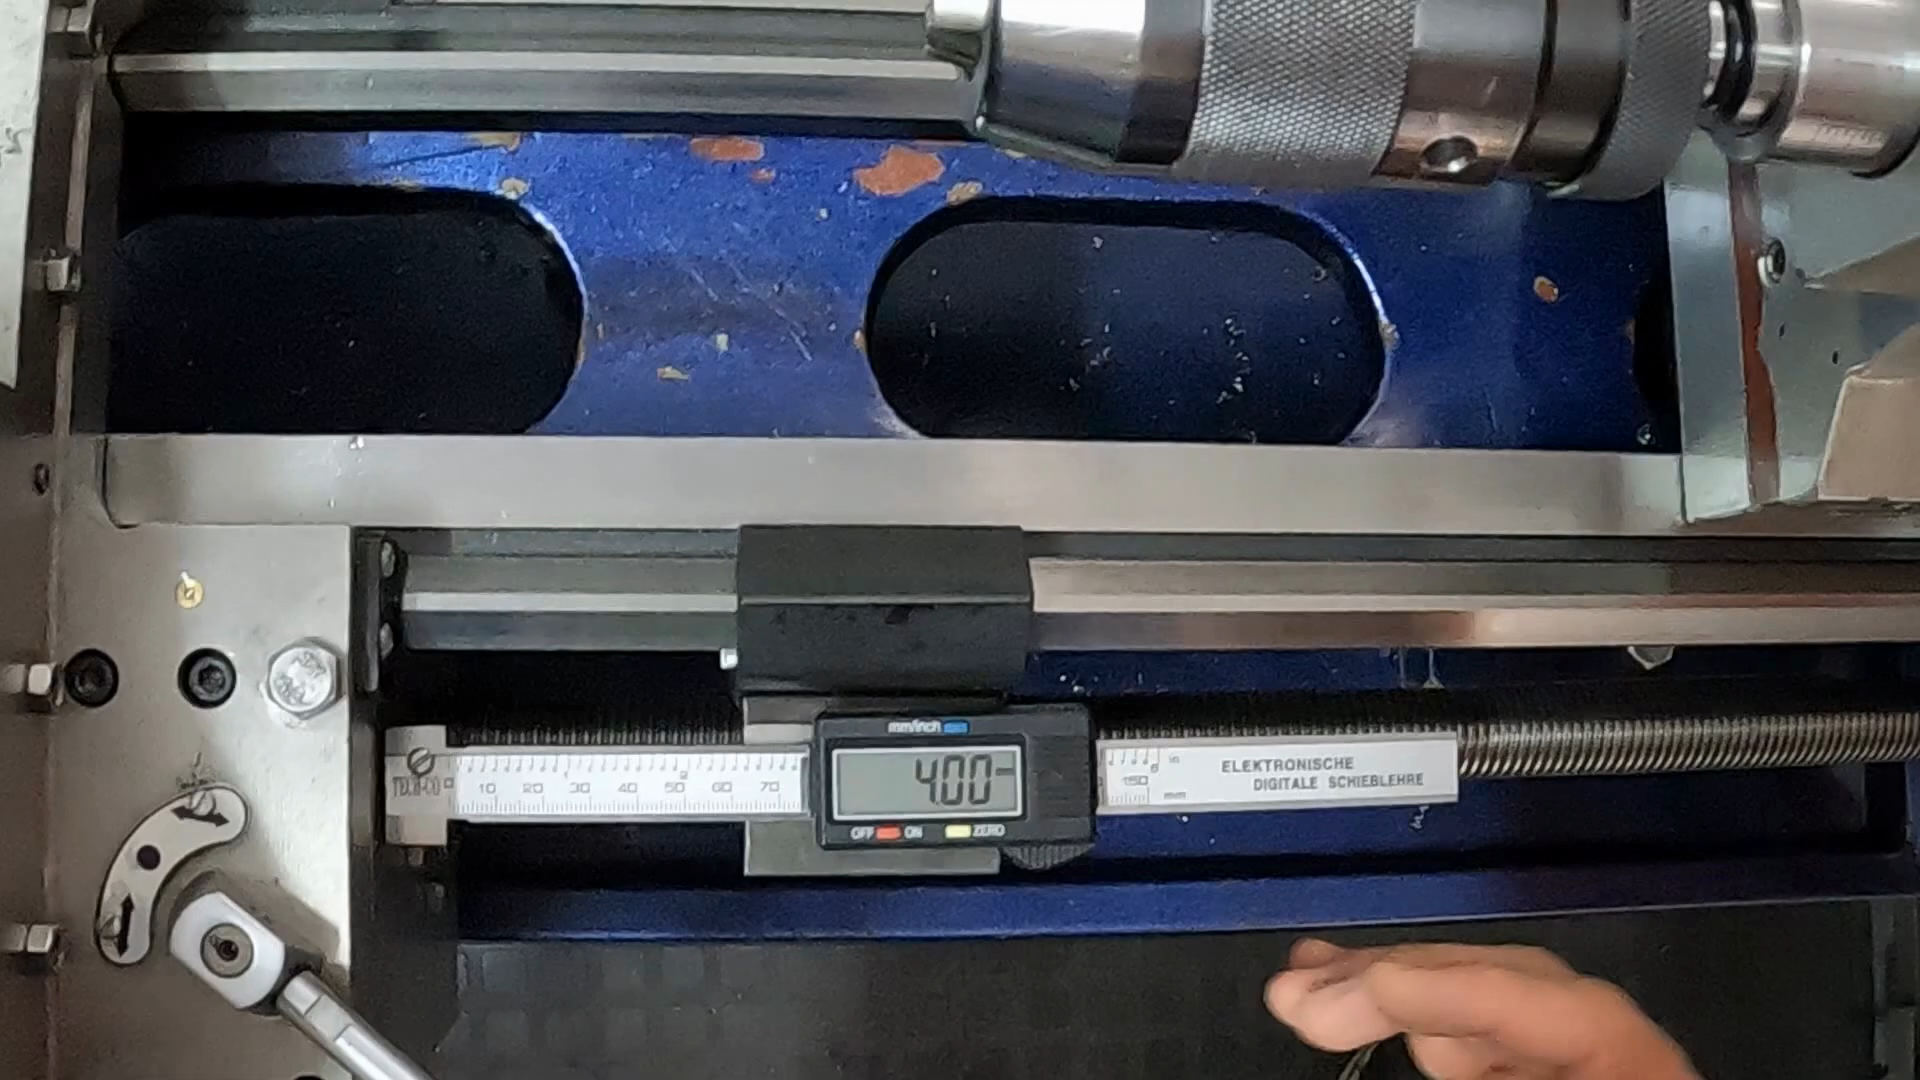 mm/inch
4.00-
OFF ON ZERO
10 20 30 40 50 60 70
150
in
mm
ELEKTRONISCHE
DIGITALE SCHIEBLEHRE